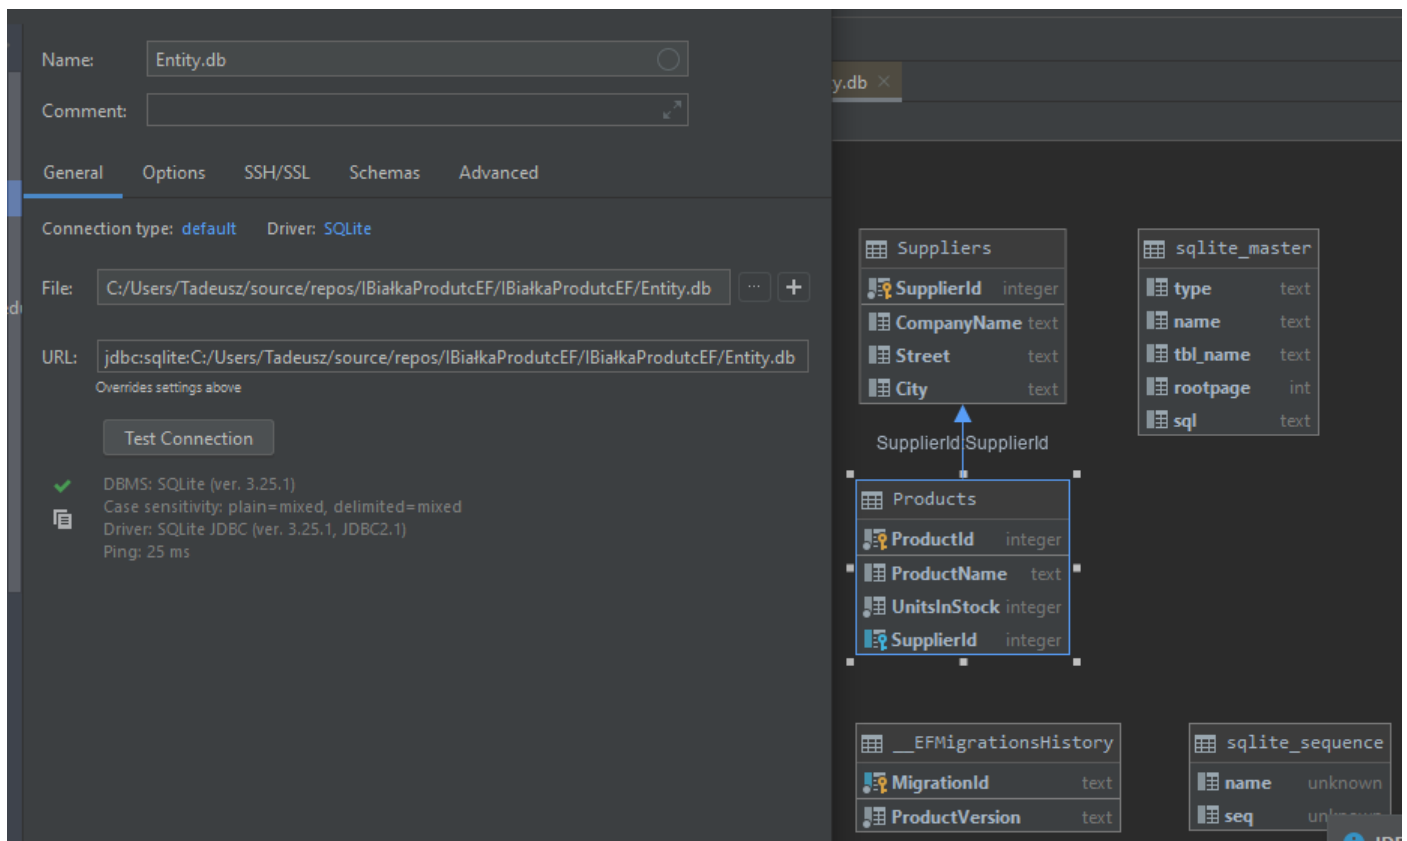 Name:
Entity.db
Comment:
General Options SSH/SSL Schemas Advanced
Connection type: default Driver: SQLite
File: C:/Users/Tadeusz/source/repos/IBiałkaProdutcEF/IBiałkaProdutcEF/Entity.db ...
URL: jdbc:sqlite:C:/Users/Tadeusz/source/repos/IBiałkaProdutcEF/IBiałkaProdutcEF/Entity.db
Overrides settings above
Test Connection
DBMS: SQLite (ver. 3.25.1)
Case sensitivity: plain=mixed, delimited=mixed
Driver: SQLite JDBC (ver. 3.25.1, JDBC2.1)
Ping: 25 ms
y.db
Suppliers
SupplierId integer
CompanyName text
Street text
City text
SupplierId:SupplierId
Products
ProductId integer
ProductName text
UnitsInStock integer
SupplierId integer
sqlite_master
type text
name text
tbl_name text
rootpage int
sql text
__EFMigrationsHistory
MigrationId text
ProductVersion text
sqlite_sequence
name unknown
seq